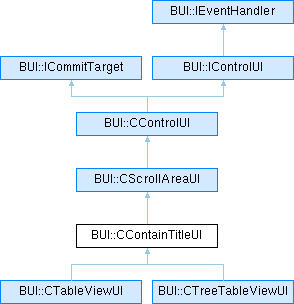 BUI::IEventHandler
BUI::ICommitTarget
BUI::IControlUI
BUI::CControlUI
BUI::CScrollAreaUI
BUI::CContainTitleUI
BUI::CTableViewUI
BUI::CTreeTableViewUI